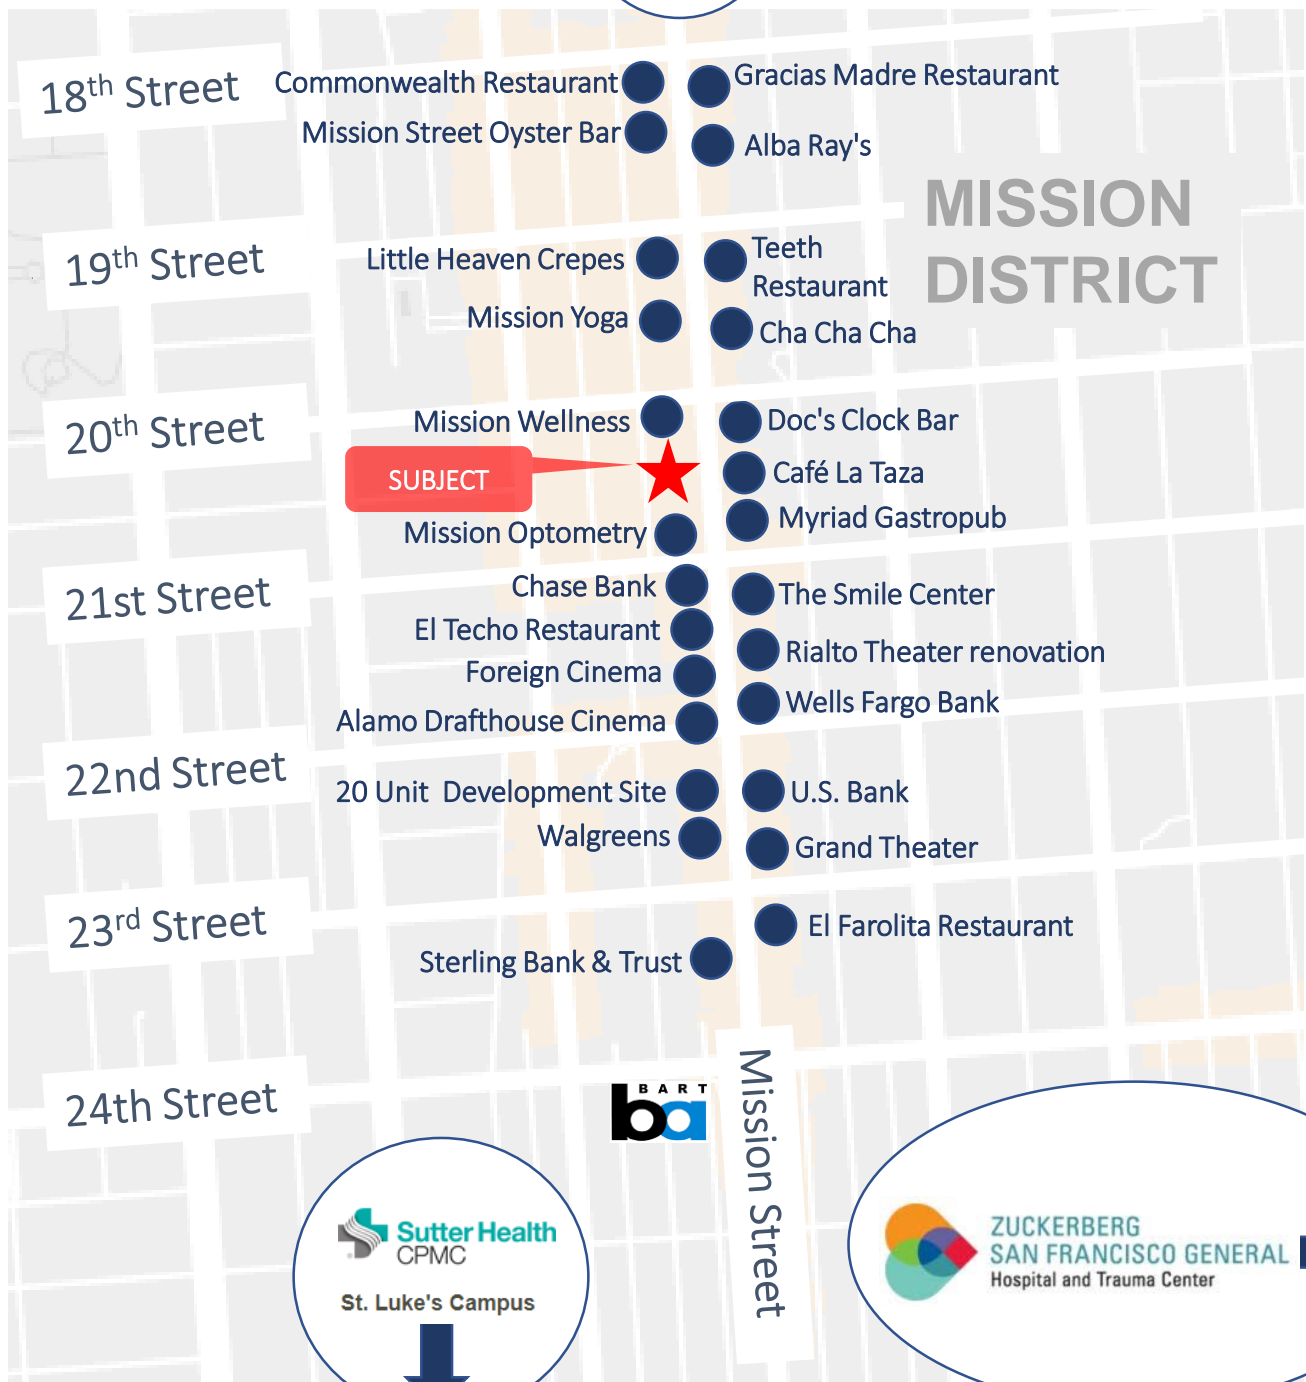 18th Street
Commonwealth Restaurant
Gracias Madre Restaurant
Mission Street Oyster Bar
Alba Ray's
MISSION
DISTRICT
19th Street
Little Heaven Crepes
Teeth
Restaurant
Mission Yoga
Cha Cha Cha
20th Street
Mission Wellness
Doc's Clock Bar
SUBJECT
Café La Taza
Mission Optometry
Myriad Gastropub
21st Street
Chase Bank
The Smile Center
El Techo Restaurant
Rialto Theater renovation
Foreign Cinema
Wells Fargo Bank
Alamo Drafthouse Cinema
22nd Street
20 Unit Development Site
U.S. Bank
Walgreens
Grand Theater
23rd Street
El Farolita Restaurant
Sterling Bank & Trust
24th Street
BART
ba
Mission Street
Sutter Health
CPMC
St. Luke's Campus
ZUCKERBERG
SAN FRANCISCO GENERAL
Hospital and Trauma Center